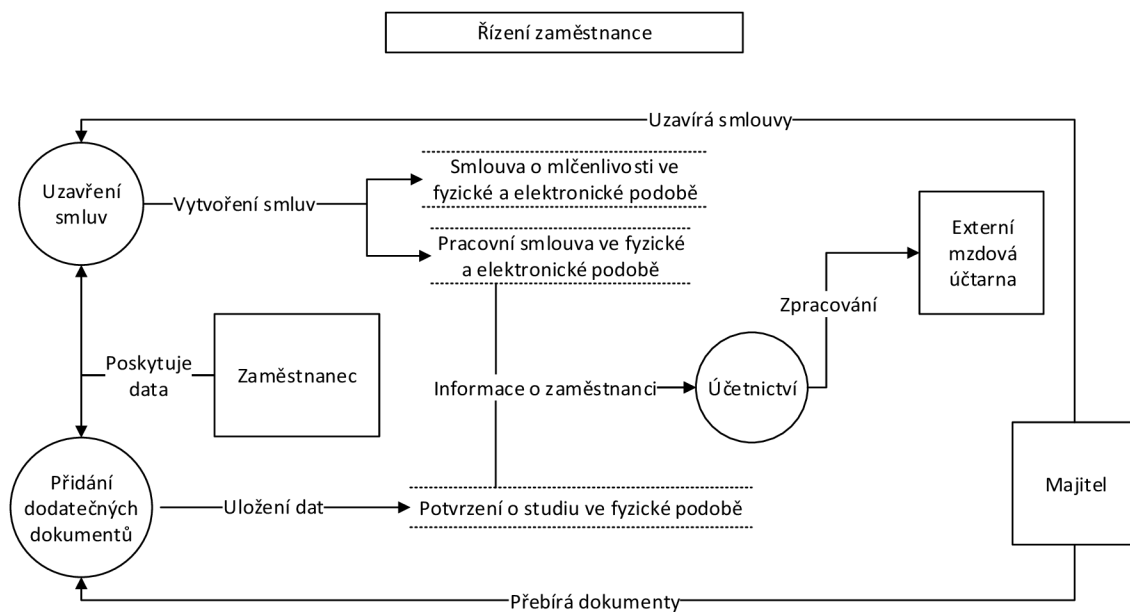 Řízení zaměstnance
Uzavírá smlouvy
Uzavření
smluv
Vytvoření smluv
Smlouva o mlčenlivosti ve
fyzické a elektronické podobě
Pracovní smlouva ve fyzické
a elektronické podobě
Externí
mzdová
účtarna
Zpracování
Poskytuje
data
Zaměstnanec
Informace o zaměstnanci
Účetnictví
Přidání
dodatečných
dokumentů
Uložení dat
Potvrzení o studiu ve fyzické podobě
Majitel
Přebírá dokumenty